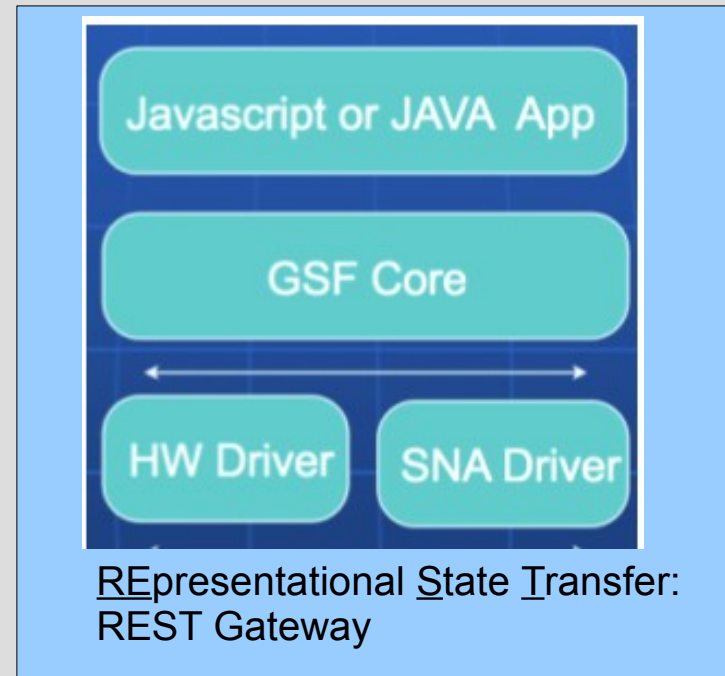 Javascript or JAVA App
GSF Core
HW Driver
SNA Driver
REpresentational State Transfer:
REST Gateway